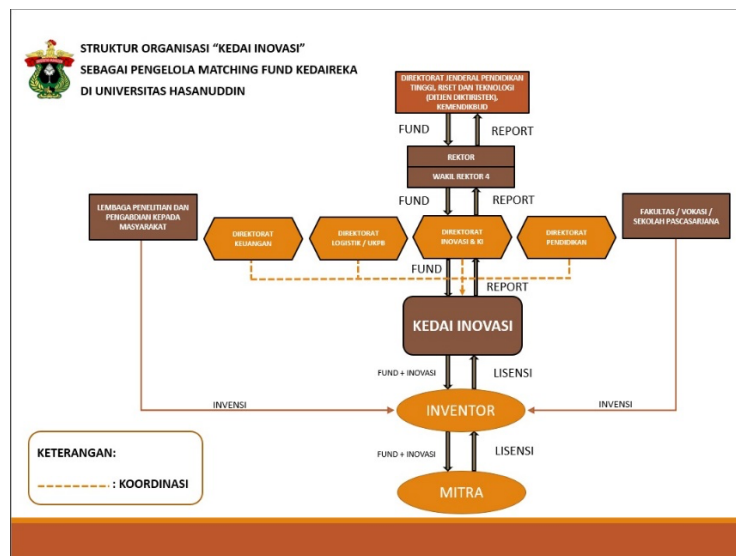 STRUKTUR ORGANISASI “KEDAI INOVASI”
SEBAGAI PENGELOLA MATCHING FUND KEDAIREKA
DI UNIVERSITAS HASANUDDIN
DIREKTORAT JENDERAL PENDIDIKAN
TINGGI, RISET DAN TEKNOLOGI
(DITJEN DIKTIRISTEK),
KEMENDIKBUD
FUND
REPORT
REKTOR
WAKIL REKTOR 4
FUND
REPORT
LEMBAGA PENELITIAN DAN
PENGABDIAN KEPADA
MASYARAKAT
DIREKTORAT
KEUANGAN
DIREKTORAT
LOGISTIK / UKPB
DIREKTORAT
INOVASI & KI
DIREKTORAT
PENDIDIKAN
FAKULTAS / VOKASI /
SEKOLAH PASCASARJANA
FUND
REPORT
KEDAI INOVASI
FUND + INOVASI
LISENSI
INVENSI
INVENTOR
INVENSI
FUND + INOVASI
LISENSI
MITRA
KETERANGAN:
: KOORDINASI